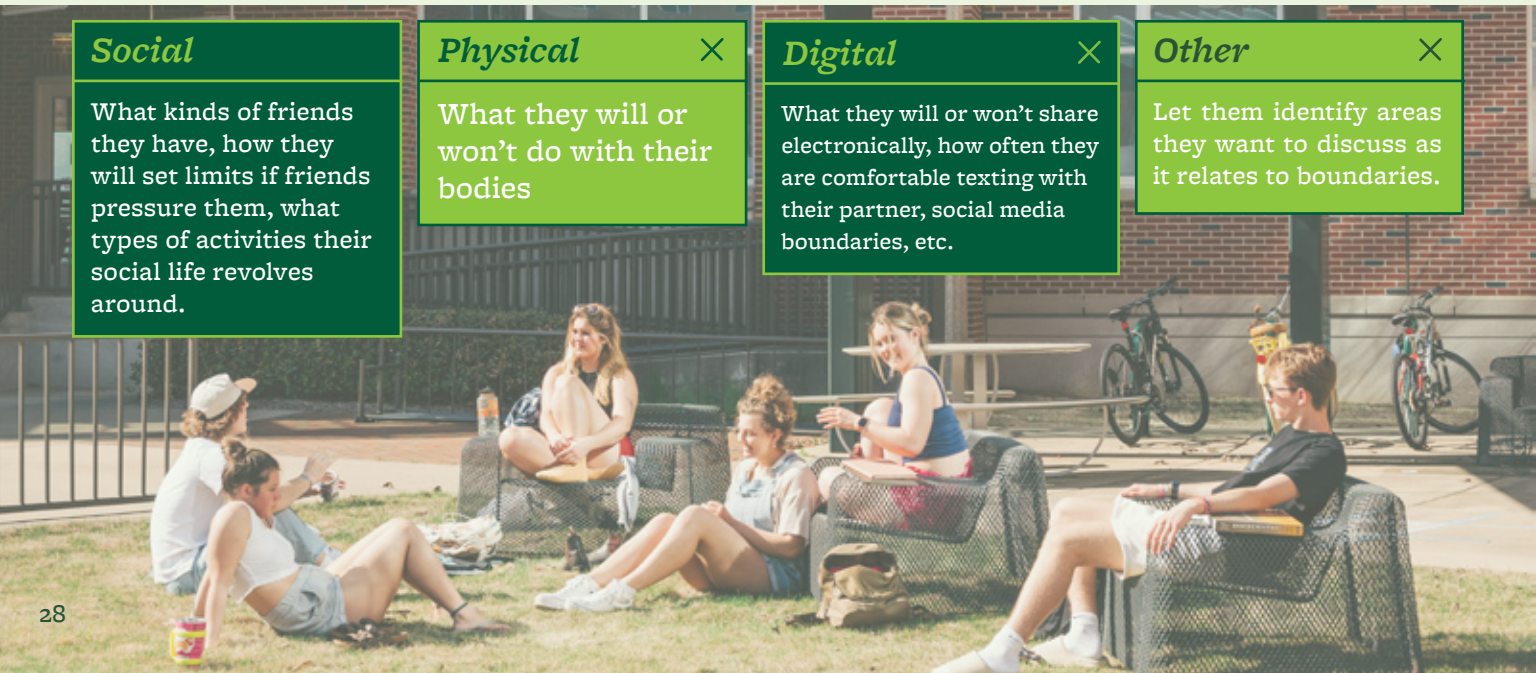 Social
What kinds of friends
they have, how they
will set limits if friends
pressure them, what
types of activities their
social life revolves
around.
Physical
What they will or
won’t do with their
bodies
Digital
What they will or won’t share
electronically, how often they
are comfortable texting with
their partner, social media
boundaries, etc.
Other
Let them identify areas
they want to discuss as
it relates to boundaries.
28